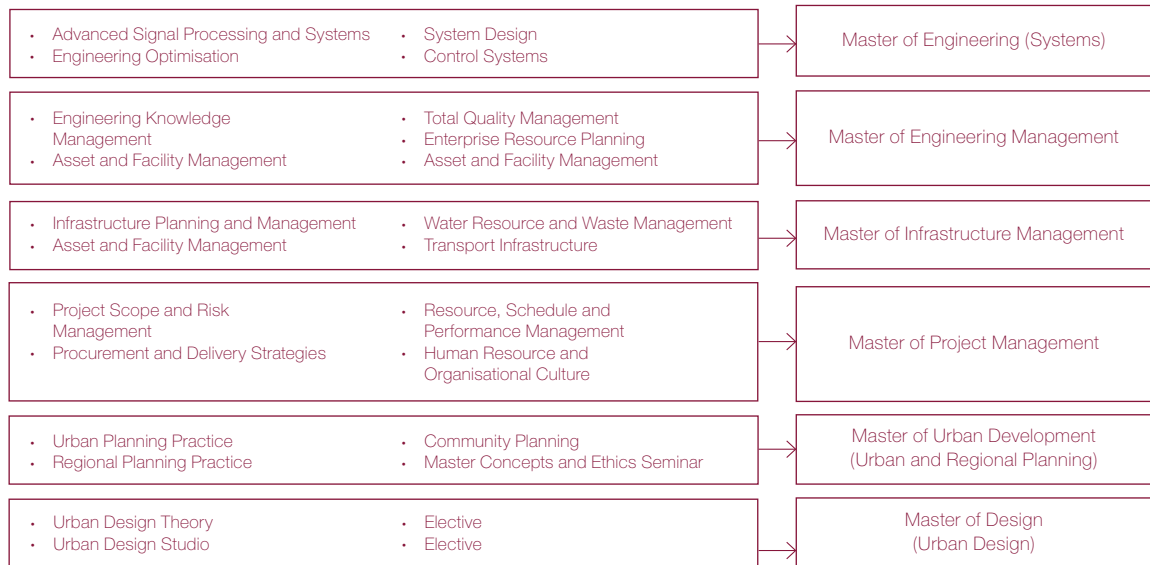 • Advanced Signal Processing and Systems
• Engineering Optimisation
• System Design
• Control Systems
Master of Engineering (Systems)
• Engineering Knowledge
Management
• Asset and Facility Management
• Total Quality Management
• Enterprise Resource Planning
• Asset and Facility Management
Master of Engineering Management
• Infrastructure Planning and Management
• Asset and Facility Management
• Water Resource and Waste Management
• Transport Infrastructure
Master of Infrastructure Management
• Project Scope and Risk
Management
• Procurement and Delivery Strategies
• Resource, Schedule and
Performance Management
• Human Resource and
Organisational Culture
Master of Project Management
• Urban Planning Practice
• Regional Planning Practice
• Community Planning
• Master Concepts and Ethics Seminar
Master of Urban Development
(Urban and Regional Planning)
• Urban Design Theory
• Urban Design Studio
• Elective
• Elective
Master of Design
(Urban Design)